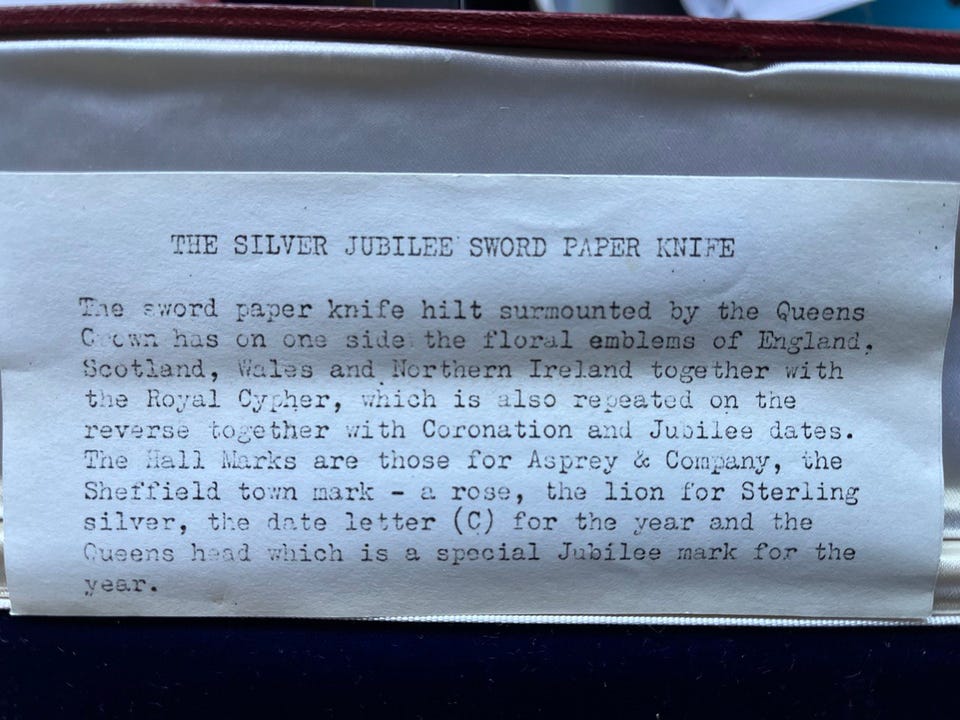 THE SILVER JUBILEE SWORD PAPER KNIFE
The sword paper knife hilt surmounted by the Queens
Crown has on one side the floral emblems of England,
Scotland, Wales and Northern Ireland together with
the Royal Cypher, which is also repeated on the
reverse together with Coronation and Jubilee dates.
The Hall Marks are those for Asprey & Company, the
Sheffield town mark - a rose, the lion for Sterling
silver, the date letter (C) for the year and the
Queens head which is a special Jubilee mark for the
year.